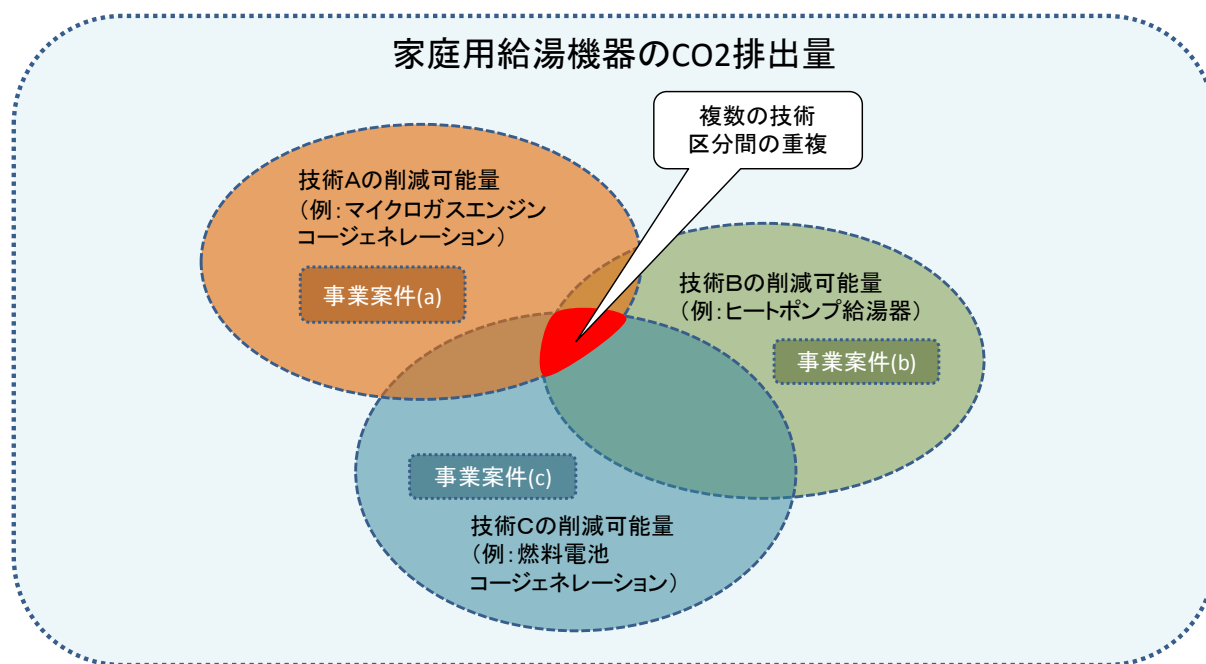 家庭用給湯機器のCO2排出量
複数の技術
区分間の重複
技術Aの削減可能量
（例：マイクロガスエンジン
コージェネレーション）
事業案件(a)
技術Bの削減可能量
（例：ヒートポンプ給湯器）
事業案件(b)
事業案件(c)
技術Cの削減可能量
（例：燃料電池
コージェネレーション）